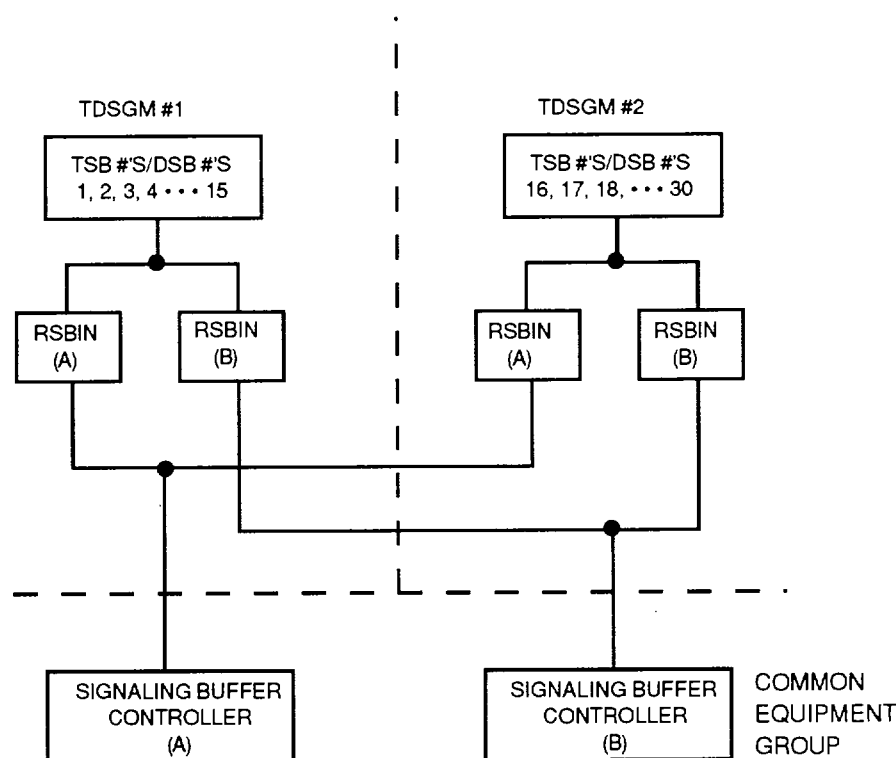 TDSGM #1
TSB #'S/DSB #'S
1, 2, 3, 4 • • • 15
RSBIN
(A)
RSBIN
(B)
TDSGM #2
TSB #'S/DSB #'S
16, 17, 18, • • • 30
RSBIN
(A)
RSBIN
(B)
SIGNALING BUFFER
CONTROLLER
(A)
SIGNALING BUFFER
CONTROLLER
(B)
COMMON
EQUIPMENT
GROUP